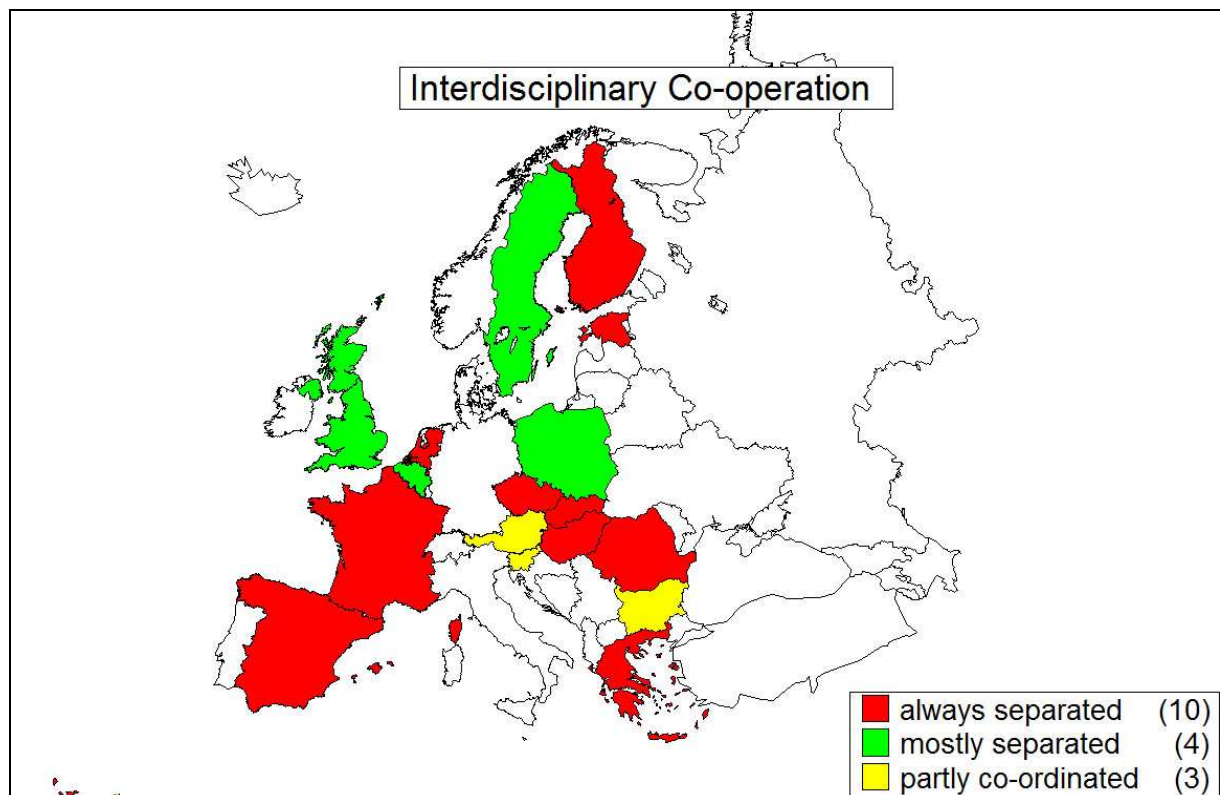 Interdisciplinary Co-operation
always separated (10)
mostly separated (4)
partly co-ordinated (3)